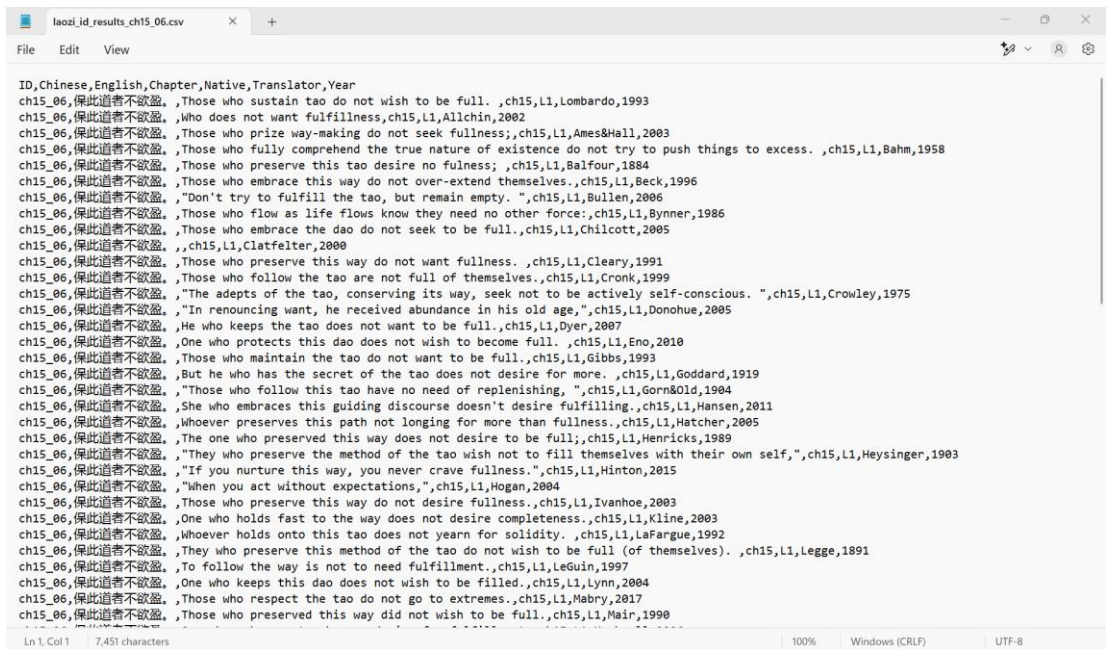 laozi_id_results_ch15_06.csv
File Edit View
ID,Chinese,English,Chapter,Native,Translator,Year
ch15_06,保此道者不欲盈。,Those who sustain tao do not wish to be full. ,ch15,L1,Lombardo,1993
ch15_06,保此道者不欲盈。,Who does not want fulfillness,ch15,L1,Allchin,2002
ch15_06,保此道者不欲盈。,Those who prize way-making do not seek fullness;,ch15,L1,Ames&Hall,2003
ch15_06,保此道者不欲盈。,Those who fully comprehend the true nature of existence do not try to push things to excess. ,ch15,L1,Bahm,1958
ch15_06,保此道者不欲盈。,Those who preserve this tao desire no fulness; ,ch15,L1,Balfour,1884
ch15_06,保此道者不欲盈。,Those who embrace this way do not over-extend themselves.,ch15,L1,Beck,1996
ch15_06,保此道者不欲盈。,"Don't try to fulfill the tao, but remain empty. ",ch15,L1,Bullen,2006
ch15_06,保此道者不欲盈。,Those who flow as life flows know they need no other force:,ch15,L1,Bynner,1986
ch15_06,保此道者不欲盈。,Those who embrace the dao do not seek to be full.,ch15,L1,Chilcott,2005
ch15_06,保此道者不欲盈。,,ch15,L1,Clatfelter,2000
ch15_06,保此道者不欲盈。,Those who preserve this way do not want fullness. ,ch15,L1,Cleary,1991
ch15_06,保此道者不欲盈。,Those who follow the tao are not full of themselves.,ch15,L1,Cronk,1999
ch15_06,保此道者不欲盈。,"The adepts of the tao, conserving its way, seek not to be actively self-conscious. ",ch15,L1,Crowley,1975
ch15_06,保此道者不欲盈。,"In renouncing want, he received abundance in his old age,",ch15,L1,Donohue,2005
ch15_06,保此道者不欲盈。,He who keeps the tao does not want to be full.,ch15,L1,Dyer,2007
ch15_06,保此道者不欲盈。,One who protects this dao does not wish to become full. ,ch15,L1,Eno,2010
ch15_06,保此道者不欲盈。,Those who maintain the tao do not want to be full.,ch15,L1,Gibbs,1993
ch15_06,保此道者不欲盈。,But he who has the secret of the tao does not desire for more. ,ch15,L1,Goddard,1919
ch15_06,保此道者不欲盈。,"Those who follow this tao have no need of replenishing, ",ch15,L1,Gorn&Old,1904
ch15_06,保此道者不欲盈。,She who embraces this guiding discourse doesn't desire fulfilling.,ch15,L1,Hansen,2011
ch15_06,保此道者不欲盈。,Whoever preserves this path not longing for more than fullness.,ch15,L1,Hatcher,2005
ch15_06,保此道者不欲盈。,The one who preserved this way does not desire to be full;,ch15,L1,Henricks,1989
ch15_06,保此道者不欲盈。,"They who preserve the method of the tao wish not to fill themselves with their own self,",ch15,L1,Heysinger,1903
ch15_06,保此道者不欲盈。,"If you nurture this way, you never crave fullness.",ch15,L1,Hinton,2015
ch15_06,保此道者不欲盈。,"When you act without expectations,",ch15,L1,Hogan,2004
ch15_06,保此道者不欲盈。,Those who preserve this way do not desire fullness.,ch15,L1,Ivanhoe,2003
ch15_06,保此道者不欲盈。,One who holds fast to the way does not desire completeness.,ch15,L1,Kline,2003
ch15_06,保此道者不欲盈。,Whoever holds onto this tao does not yearn for solidity. ,ch15,L1,LaFargue,1992
ch15_06,保此道者不欲盈。,They who preserve this method of the tao do not wish to be full (of themselves). ,ch15,L1,Legge,1891
ch15_06,保此道者不欲盈。,To follow the way is not to need fulfillment.,ch15,L1,LeGuin,1997
ch15_06,保此道者不欲盈。,One who keeps this dao does not wish to be filled.,ch15,L1,Lynn,2004
ch15_06,保此道者不欲盈。,Those who respect the tao do not go to extremes.,ch15,L1,Mabry,2017
ch15_06,保此道者不欲盈。,Those who preserved this way did not wish to be full.,ch15,L1,Mair,1990
Ln 1, Col 1 7,451 characters 100% Windows (CRLF) UTF-8